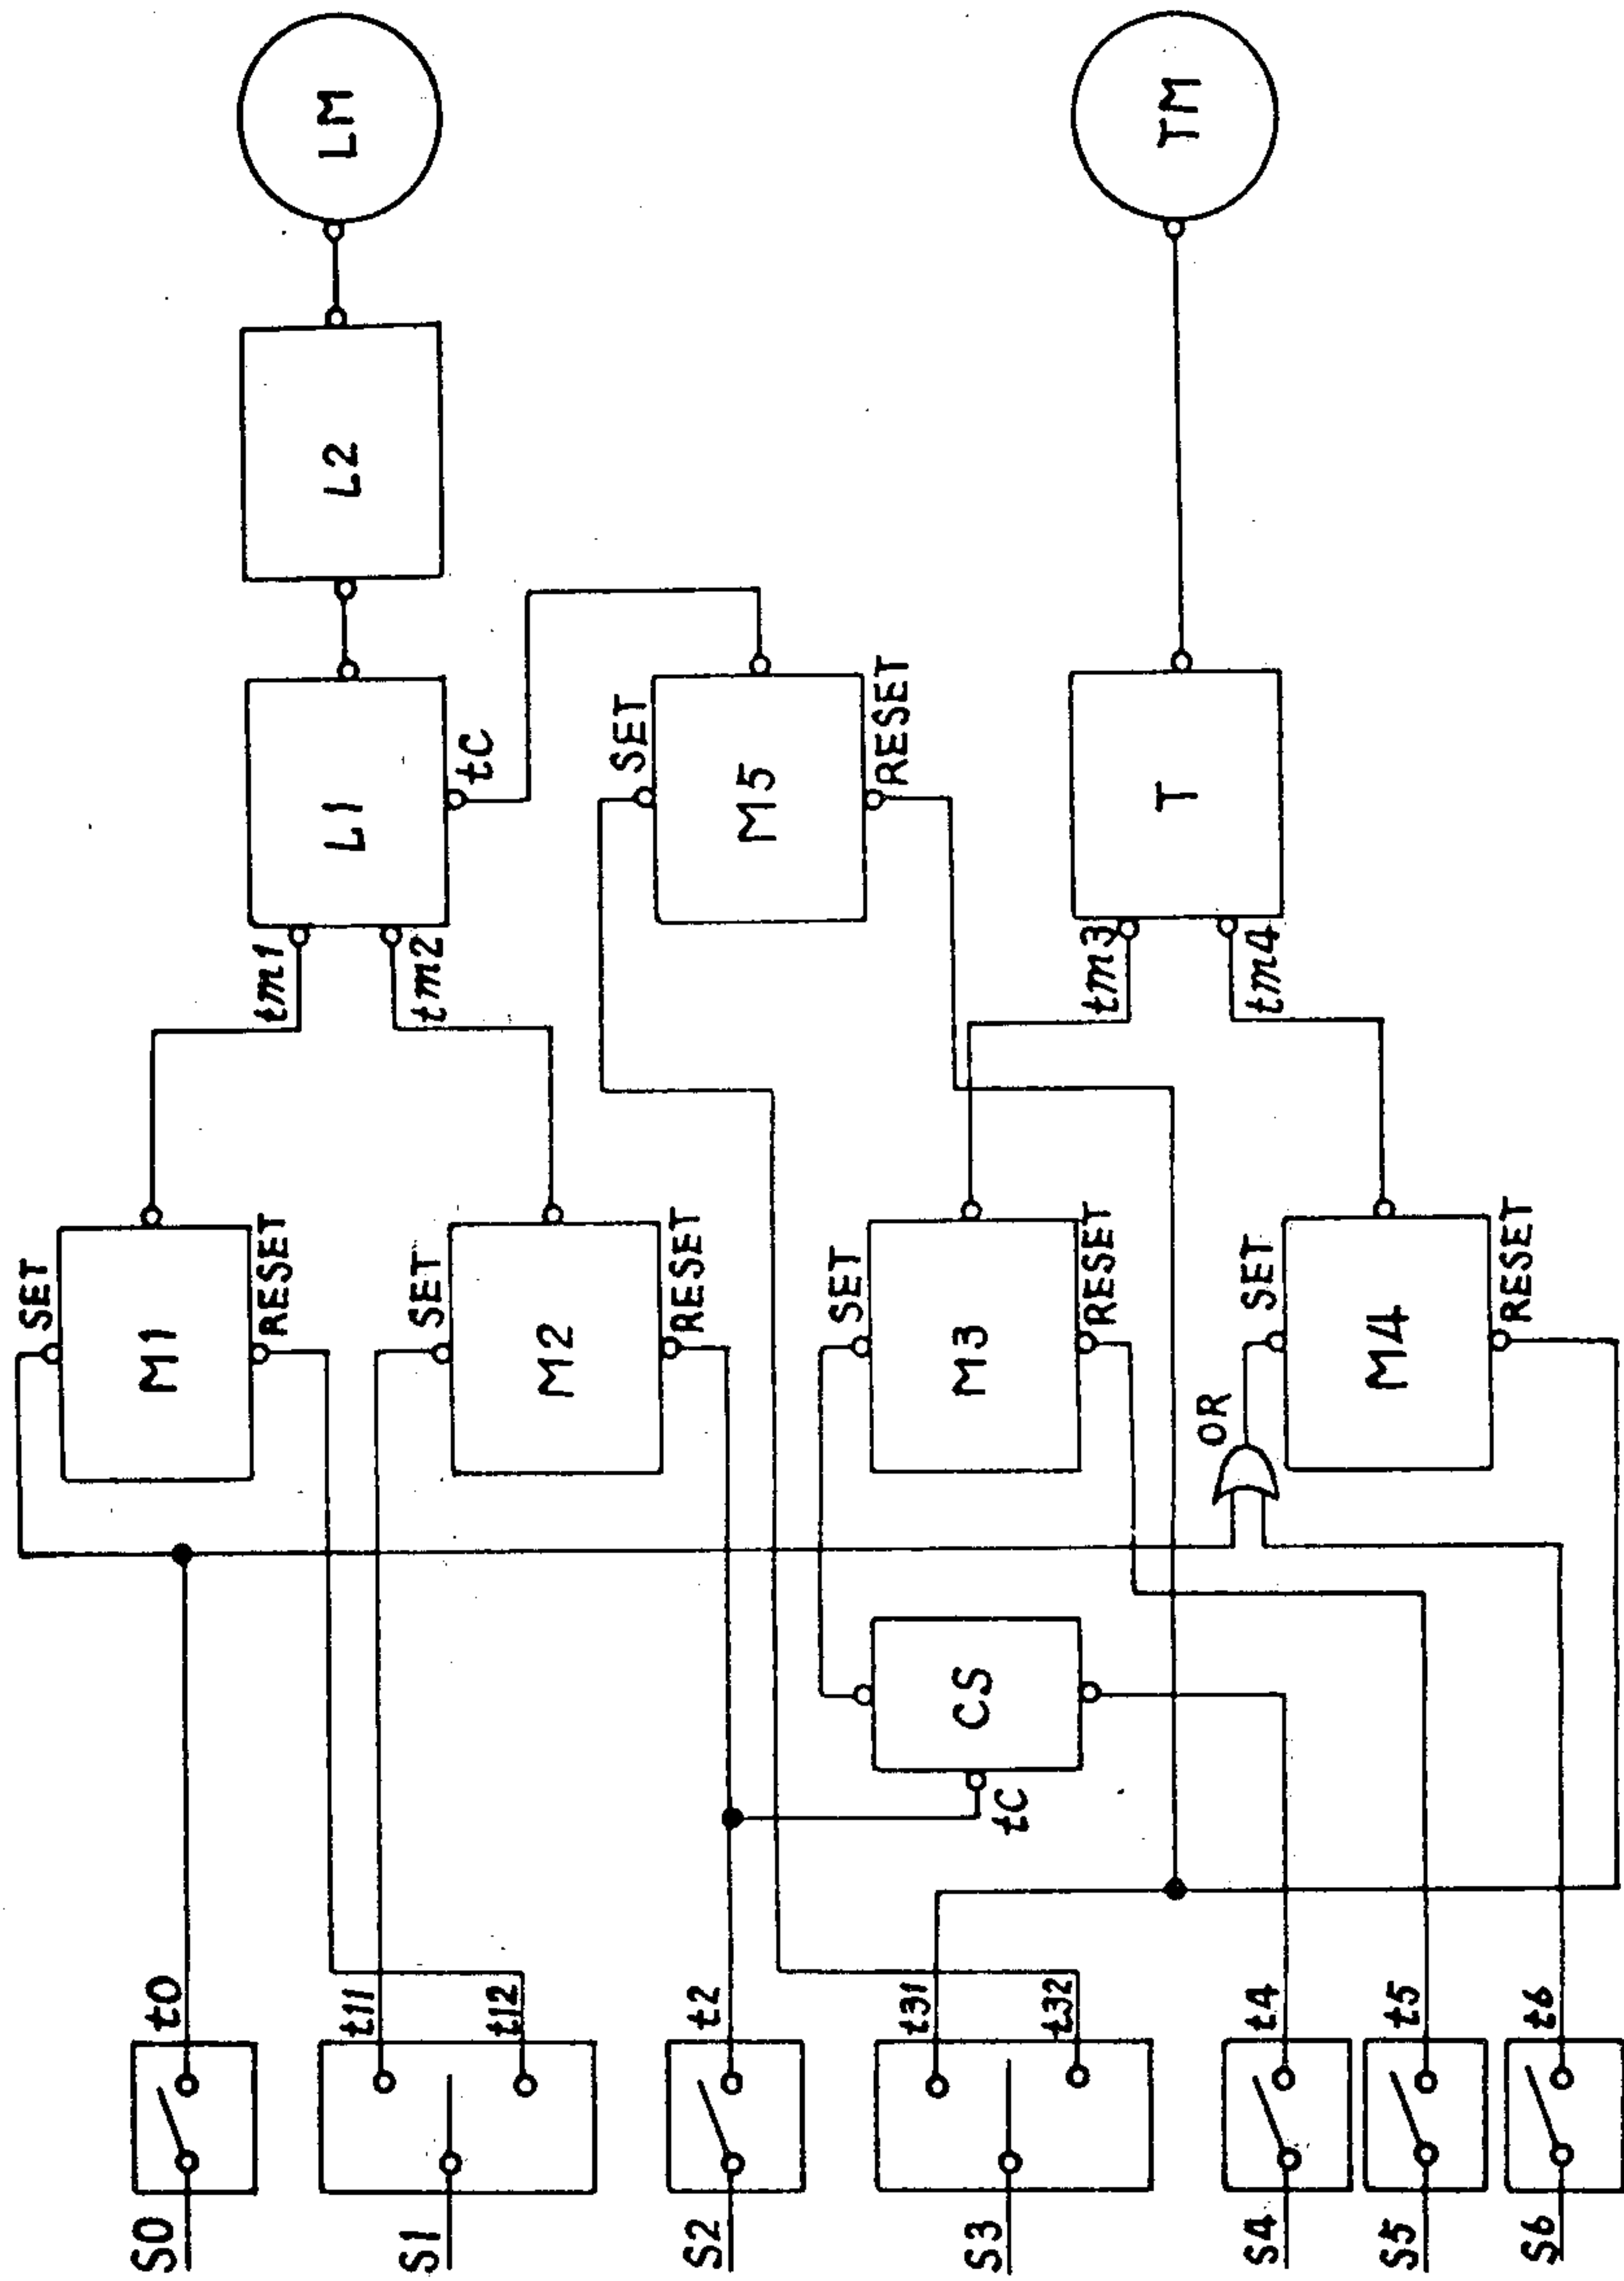 LM
TM
L2
L1
tC
SET
M5
RESET
T
tm1
tm2
tm3
tm4
SET
M1
RESET
SET
M2
RESET
SET
M3
RESET
OR
SET
M4
RESET
CS
tC
t0
t11
t12
t2
t31
t32
t4
t5
t6
S0
S1
S2
S3
S4
S5
S6